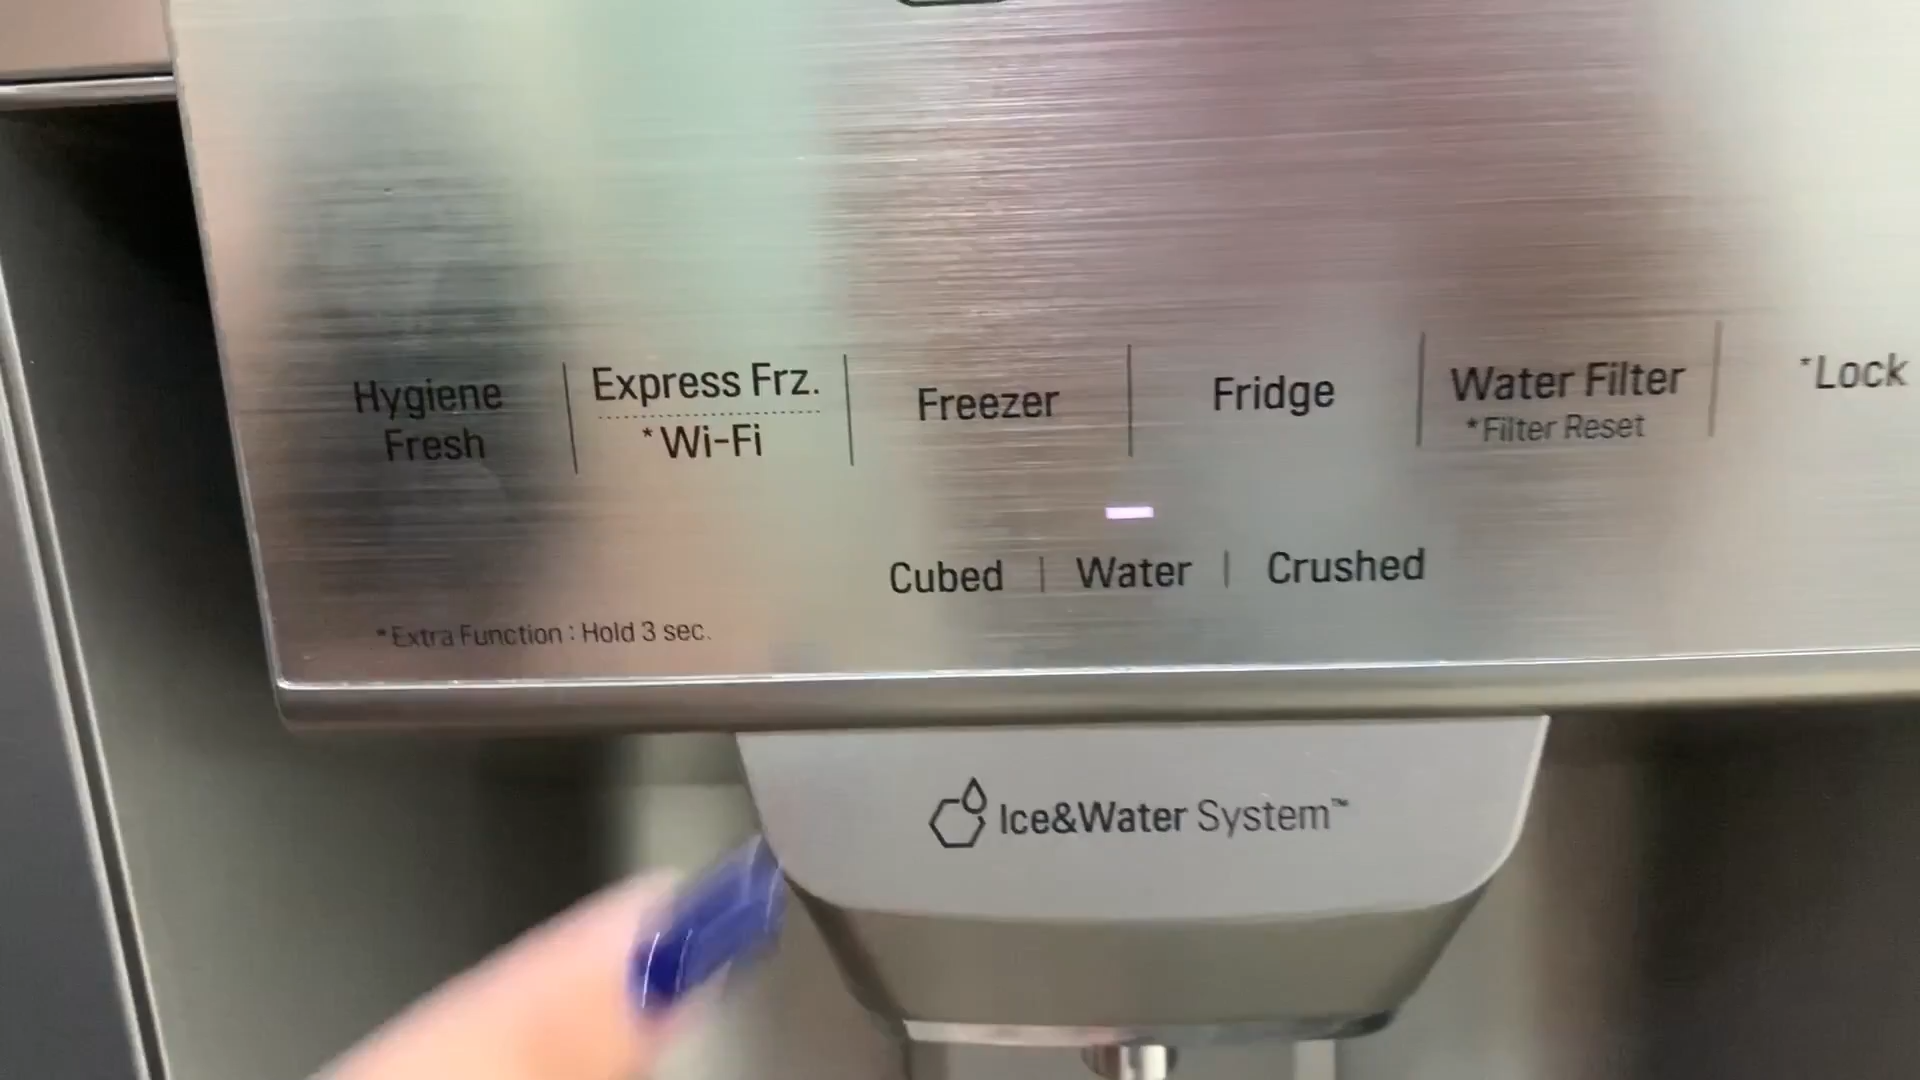 Hygiene
Fresh
Express Frz.
*Wi-Fi
Freezer
Fridge
Water Filter
*Filter Reset
*Lock
Cubed | Water | Crushed
*Extra Function : Hold 3 sec.
Ice&Water System™